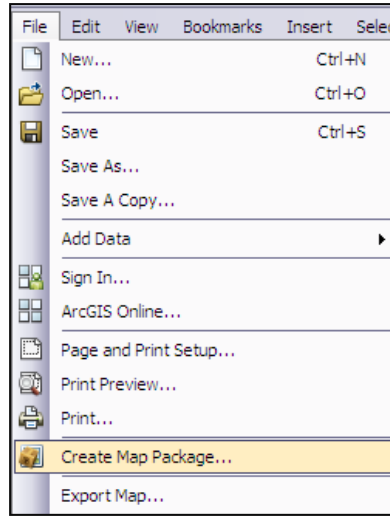 File Edit View Bookmarks Insert Selec
New... Ctrl+N
Open... Ctrl+O
Save Ctrl+S
Save As...
Save A Copy...
Add Data
Sign In...
ArcGIS Online...
Page and Print Setup...
Print Preview...
Print...
Create Map Package...
Export Map...